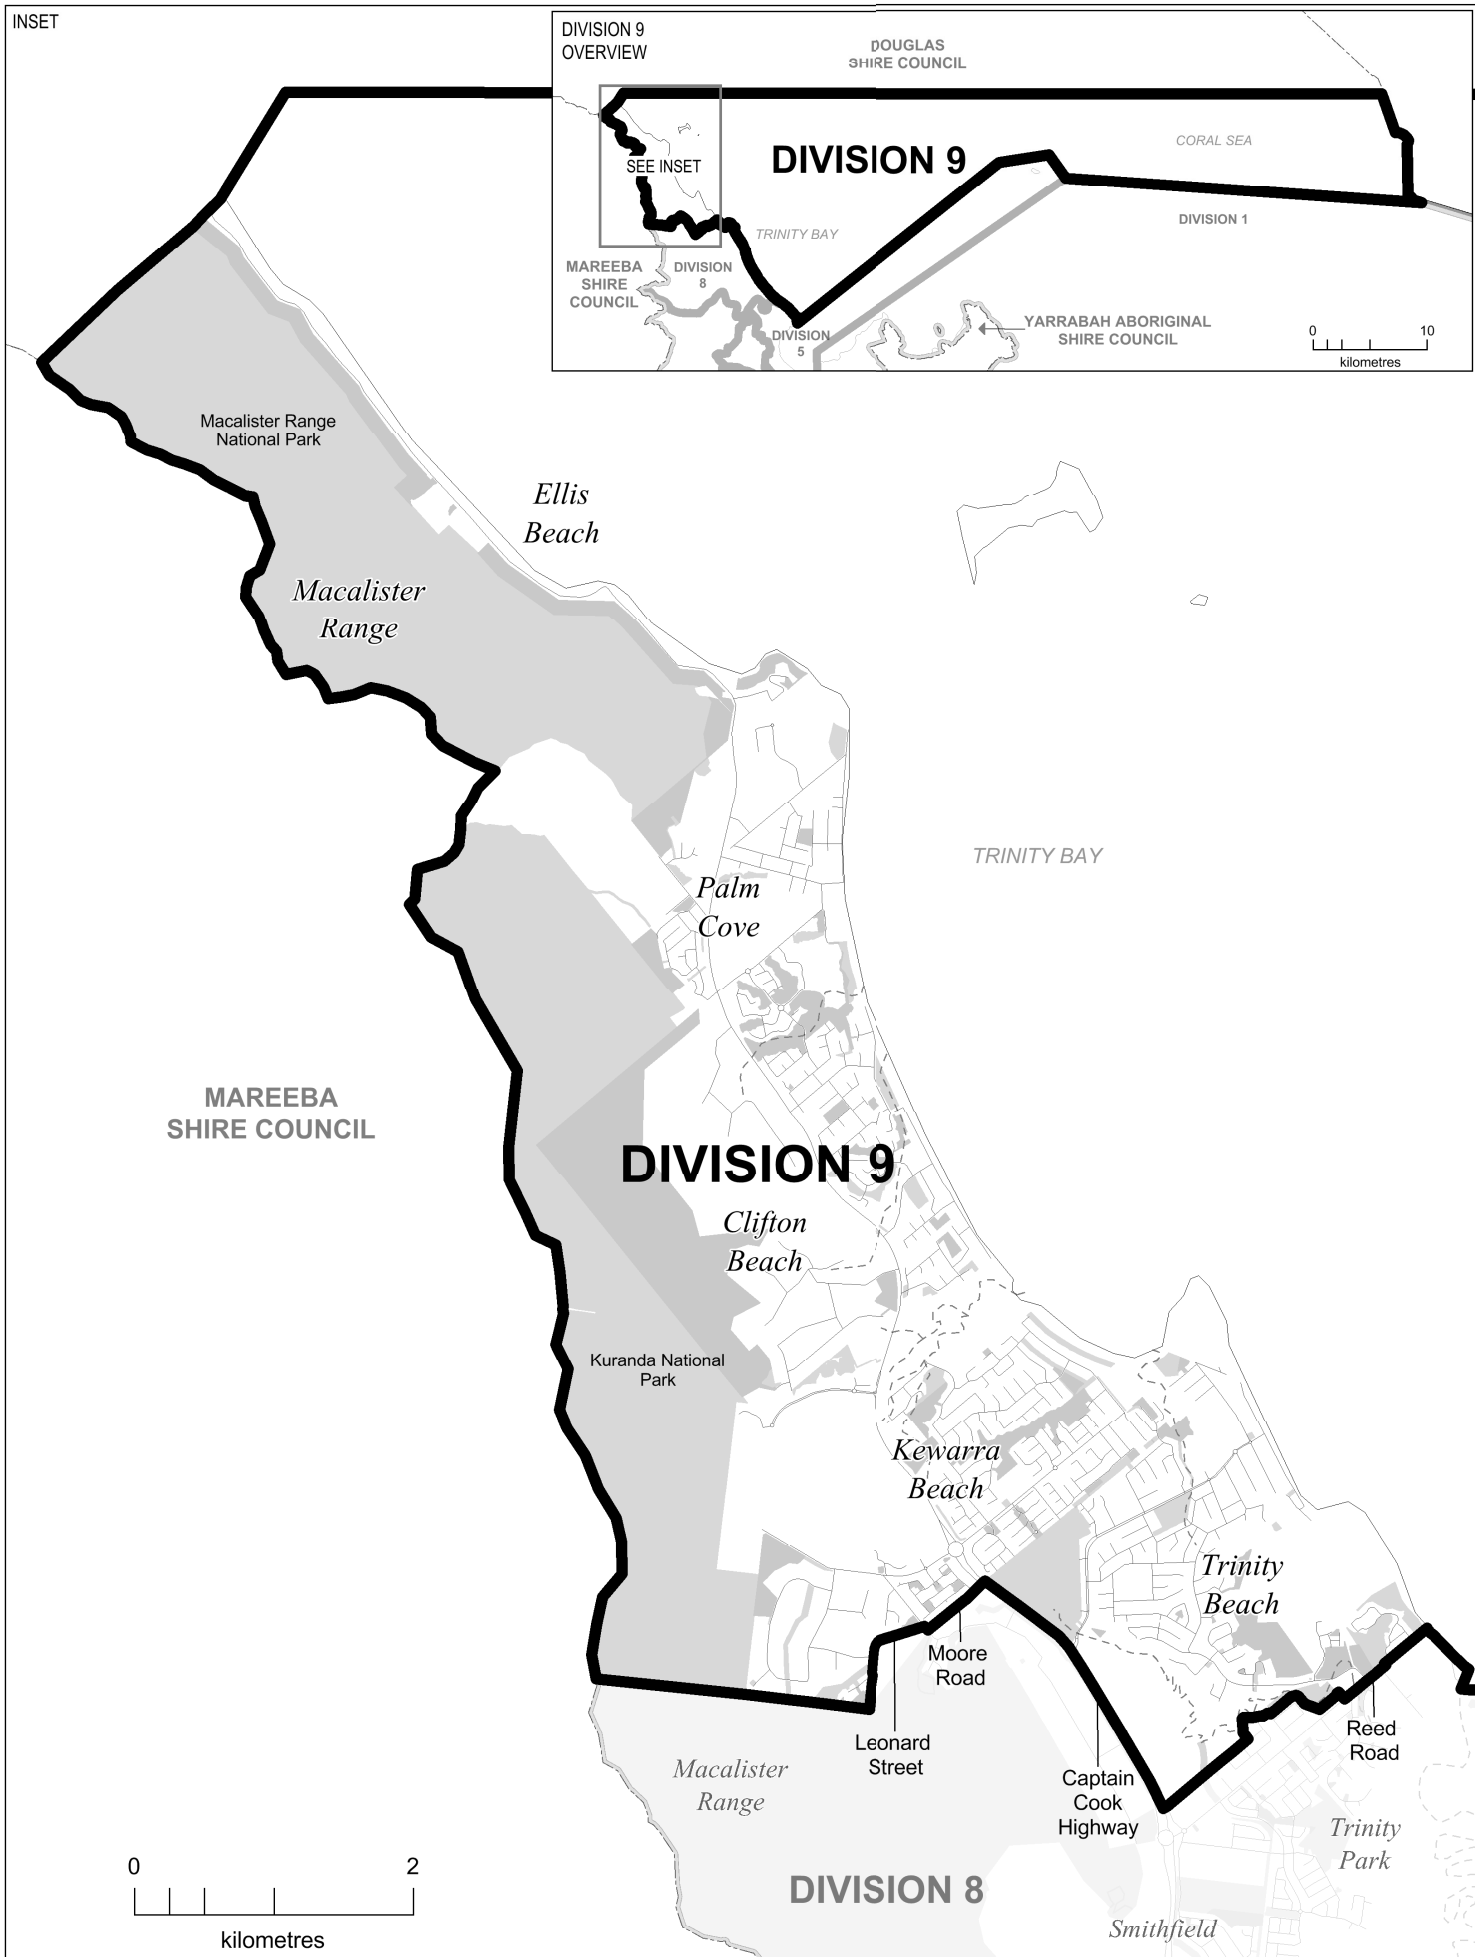 INSET
DIVISION 9
OVERVIEW
DOUGLAS
SHIRE COUNCIL
CORAL SEA
DIVISION 9
SEE INSET
DIVISION 1
TRINITY BAY
MAREEBA
SHIRE
COUNCIL
DIVISION
8
YARRABAH ABORIGINAL
SHIRE COUNCIL
DIVISION
5
0 10
kilometres
Macalister Range
National Park
Ellis
Beach
Macalister
Range
TRINITY BAY
Palm
Cove
MAREEBA
SHIRE COUNCIL
DIVISION 9
Clifton
Beach
Kuranda National
Park
Kewarra
Beach
Trinity
Beach
Moore
Road
Leonard
Street
Reed
Road
Captain
Cook
Highway
Macalister
Range
Trinity
Park
DIVISION 8
Smithfield
0 2
kilometres